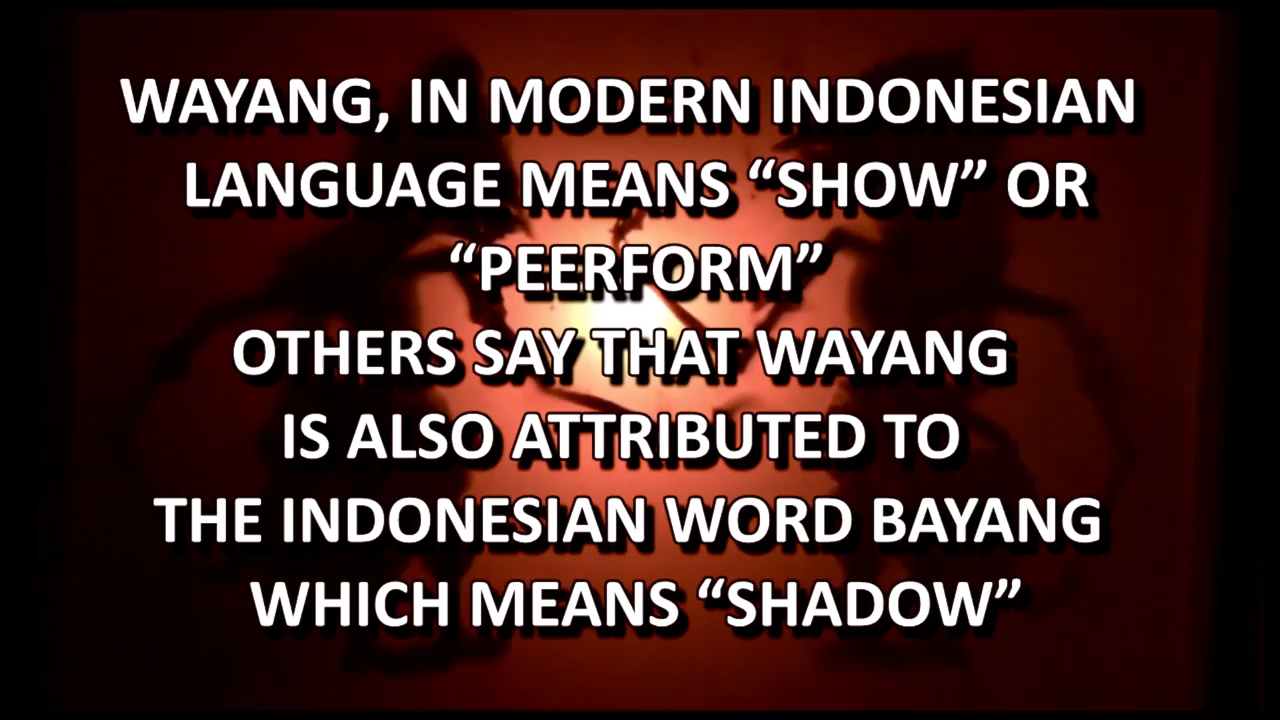 WAYANG, IN MODERN INDONESIAN
LANGUAGE MEANS “SHOW” OR
“PEERFORM”
OTHERS SAY THAT WAYANG
IS ALSO ATTRIBUTED TO
THE INDONESIAN WORD BAYANG
WHICH MEANS “SHADOW”